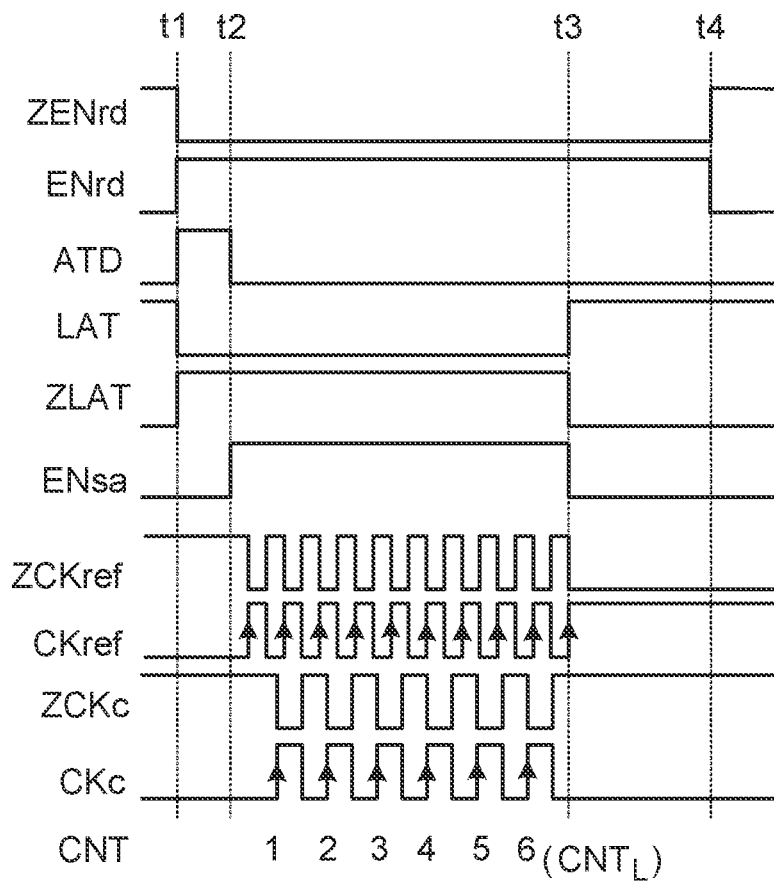 t1 t2 t3 t4
ZENrd
ENrd
ATD
LAT
ZLAT
ENsa
ZCKref
CKref
ZCKc
CKc
CNT 1 2 3 4 5 6 (CNTL)